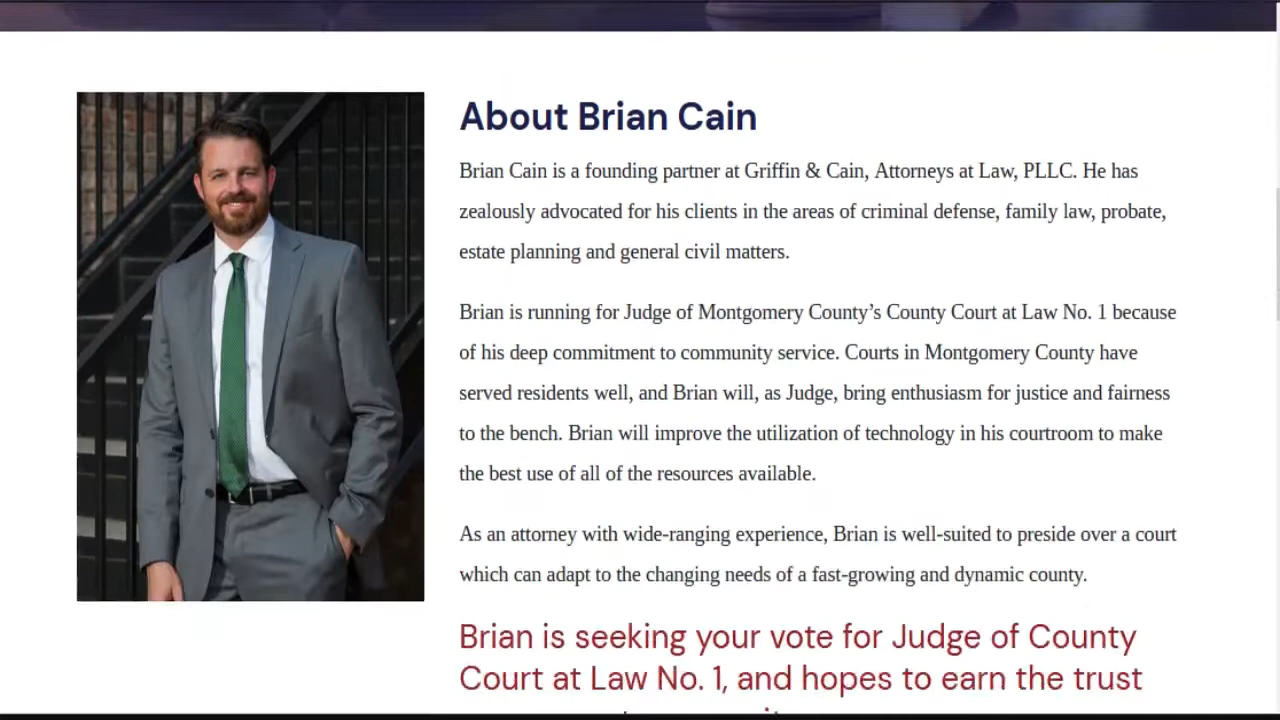 About Brian Cain
Brian Cain is a founding partner at Griffin & Cain, Attorneys at Law, PLLC. He has
zealously advocated for his clients in the areas of criminal defense, family law, probate,
estate planning and general civil matters.
Brian is running for Judge of Montgomery County’s County Court at Law No. 1 because
of his deep commitment to community service. Courts in Montgomery County have
served residents well, and Brian will, as Judge, bring enthusiasm for justice and fairness
to the bench. Brian will improve the utilization of technology in his courtroom to make
the best use of all of the resources available.
As an attorney with wide-ranging experience, Brian is well-suited to preside over a court
which can adapt to the changing needs of a fast-growing and dynamic county.
Brian is seeking your vote for Judge of County
Court at Law No. 1, and hopes to earn the trust